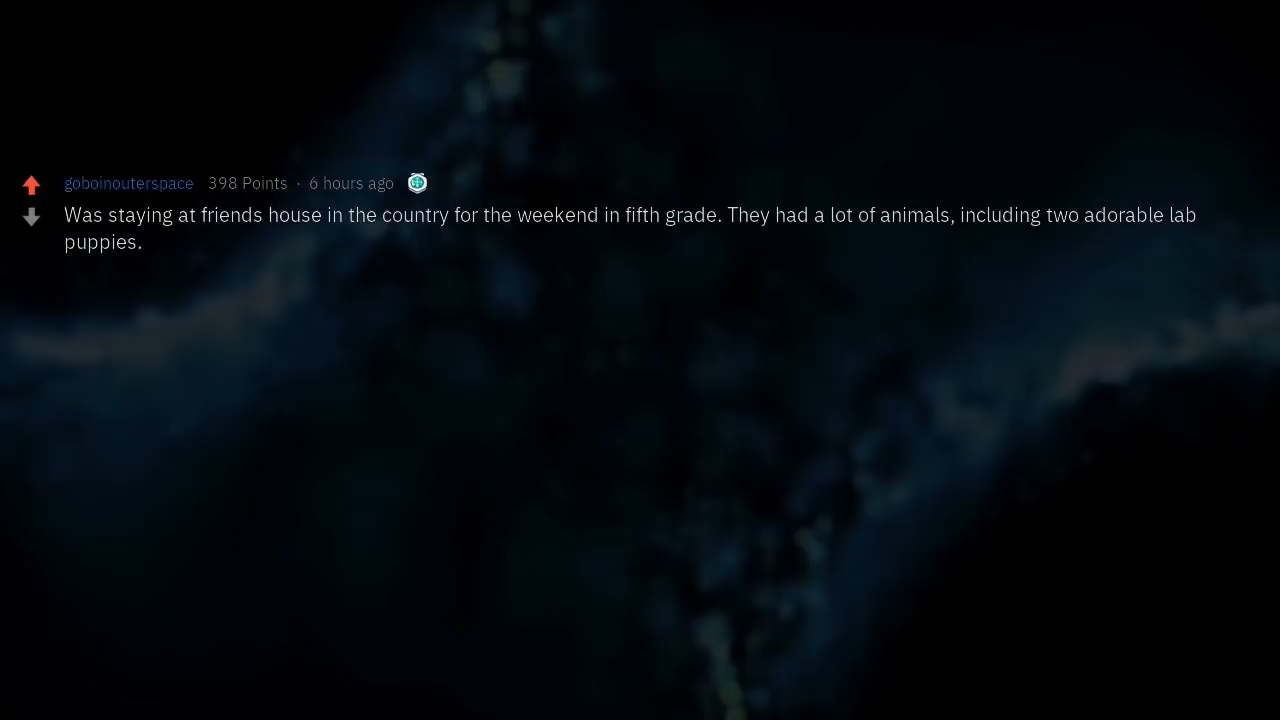 goboinouterspace 398 Points · 6 hours ago
Was staying at friends house in the country for the weekend in fifth grade. They had a lot of animals, including two adorable lab
puppies.